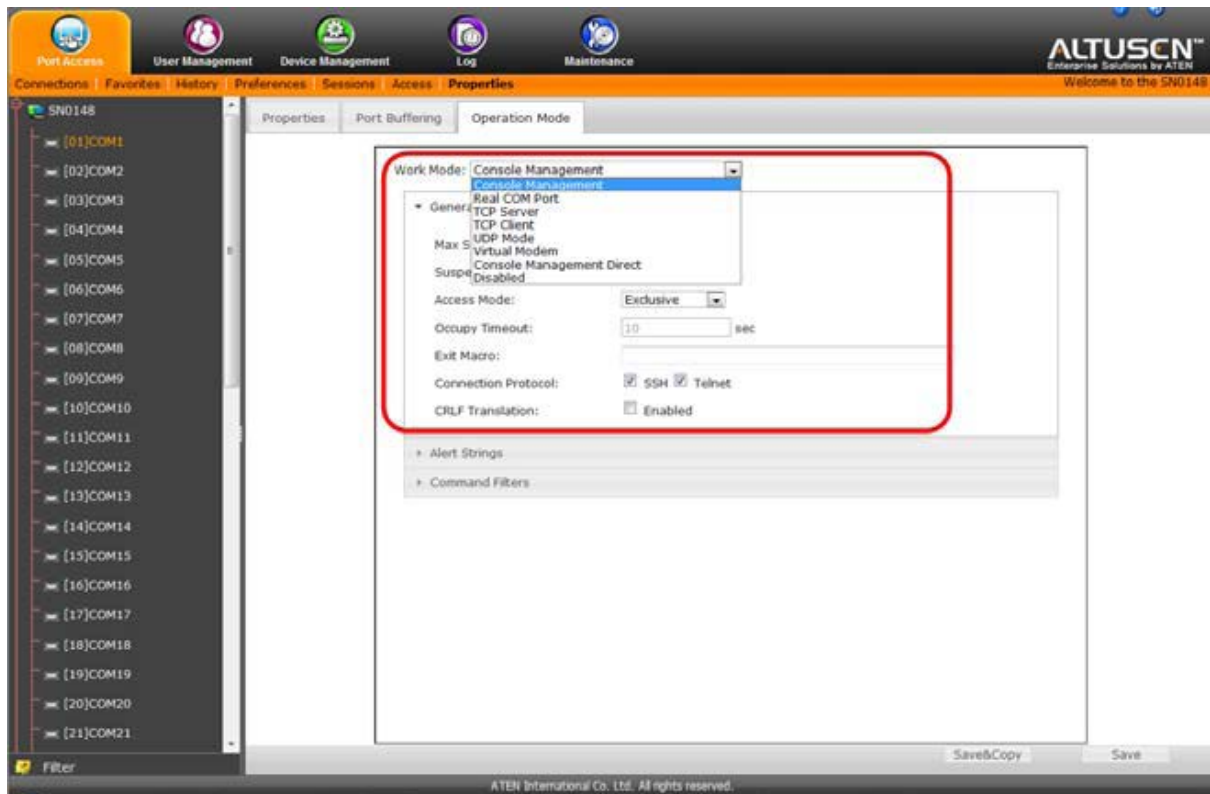 Port Access User Management Device Management Log Maintenance
ALTUSEN™
Enterprise Solutions by ATEN
Connections Favorites History Preferences Sessions Access Properties
Welcome to the SN0148
SN0148
[01]COM1
[02]COM2
[03]COM3
[04]COM4
[05]COM5
[06]COM6
[07]COM7
[08]COM8
[09]COM9
[10]COM10
[11]COM11
[12]COM12
[13]COM13
[14]COM14
[15]COM15
[16]COM16
[17]COM17
[18]COM18
[19]COM19
[20]COM20
[21]COM21
Filter
Properties Port Buffering Operation Mode
Work Mode: Console Management
Console Management
Real COM Port
TCP Server
TCP Client
UDP Mode
Virtual Modem
Console Management Direct
Disabled
Genera
Max S
Suspe
Access Mode: Exclusive
Occupy Timeout: 10 sec
Exit Macro:
Connection Protocol: SSH Telnet
CRLF Translation: Enabled
Alert Strings
Command Filters
Save&Copy Save
ATEN International Co. Ltd. All rights reserved.